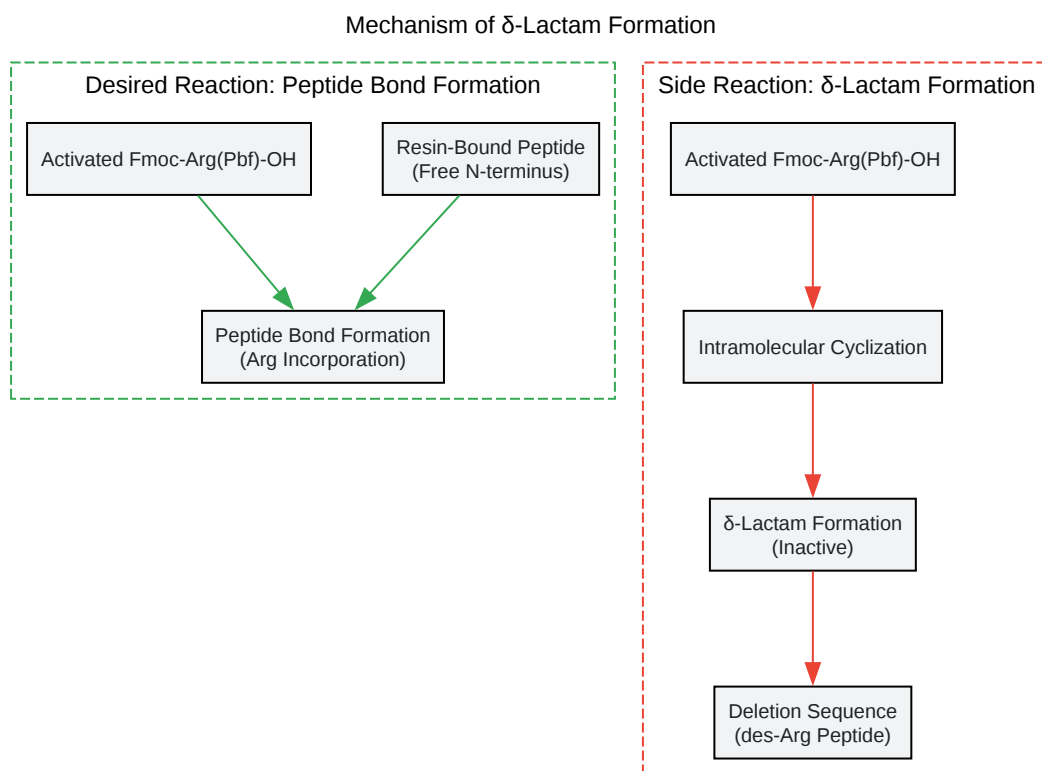 Mechanism of δ-Lactam Formation
Desired Reaction: Peptide Bond Formation
Activated Fmoc-Arg(Pbf)-OH
Resin-Bound Peptide
(Free N-terminus)
Peptide Bond Formation
(Arg Incorporation)
Side Reaction: δ-Lactam Formation
Activated Fmoc-Arg(Pbf)-OH
Intramolecular Cyclization
δ-Lactam Formation
(Inactive)
Deletion Sequence
(des-Arg Peptide)